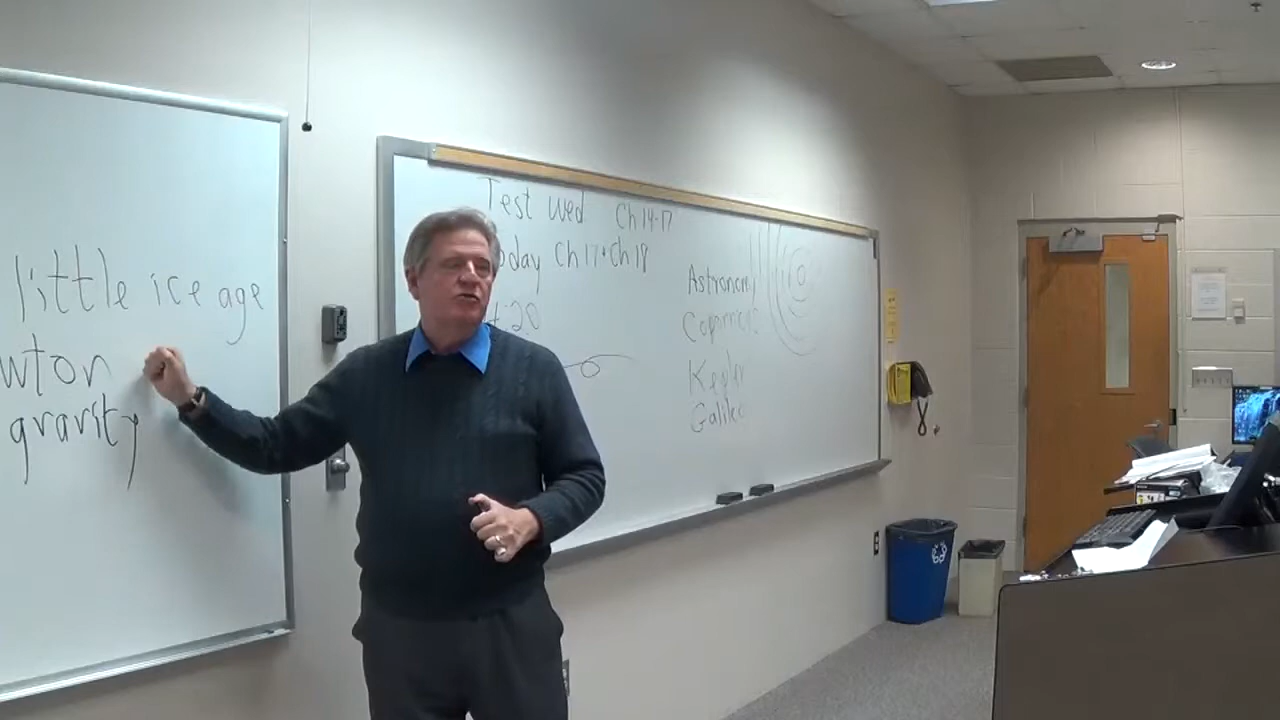 little ice age
wton
gravity
Test Wed Ch 14-17
oday Ch 17+Ch 18
:20
Astronomy
Copernicus
Kepler
Galileo